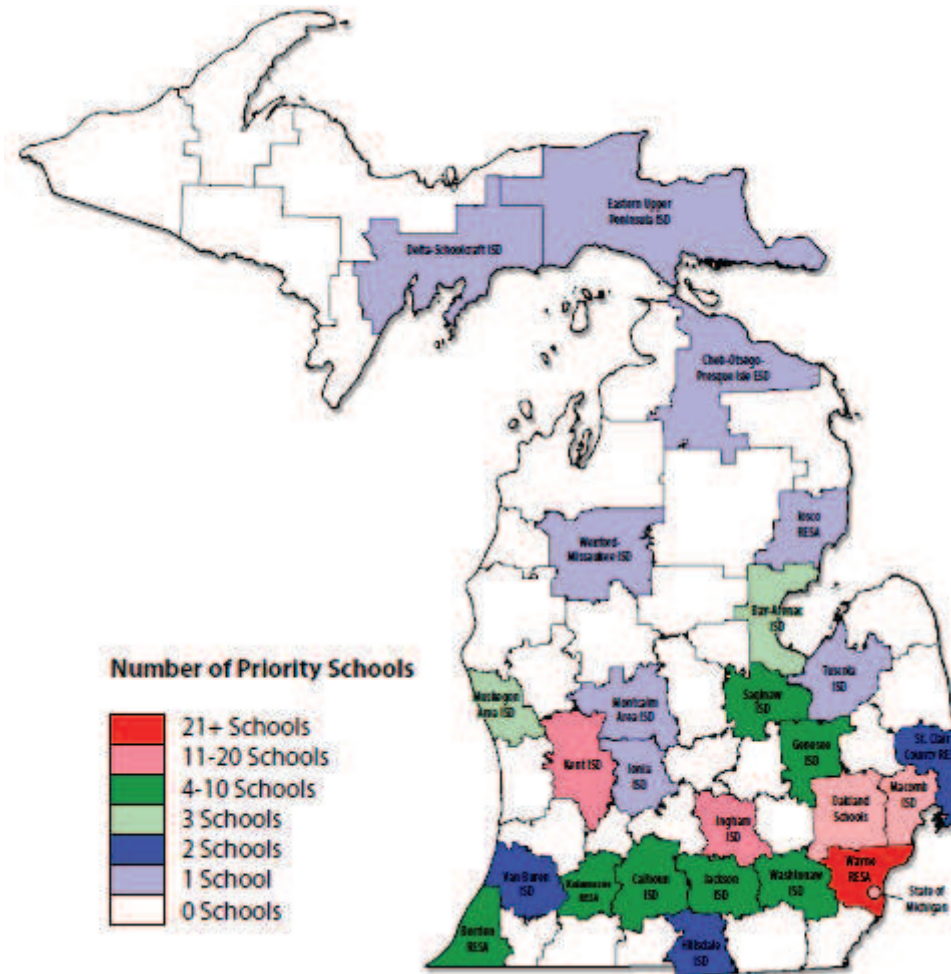 Eastern Upper
Peninsula ISD
Delta-Schoolcraft ISD
Cheb-Otsego-
Presque Isle ESD
Iosco
RESA
Wexford-
Missaukee ISD
Bay-Arenac
ISD
Number of Priority Schools
21+ Schools
11-20 Schools
4-10 Schools
3 Schools
2 Schools
1 School
0 Schools
Muskegon
Area ISD
Montcalm
Area ISD
Saginaw
ISD
Tuscola
ISD
Kent ISD
Ionia
ISD
Genesee
ISD
St. Clair
County RE
Oakland
Schools
Macomb
ISD
Ingham
ISD
Van Buren
ISD
Kalamazoo
RESA
Calhoun
ISD
Jackson
ISD
Washtenaw
ISD
Wayne
RESA
State of
Michigan
Berrien
RESA
Hillsdale
ISD